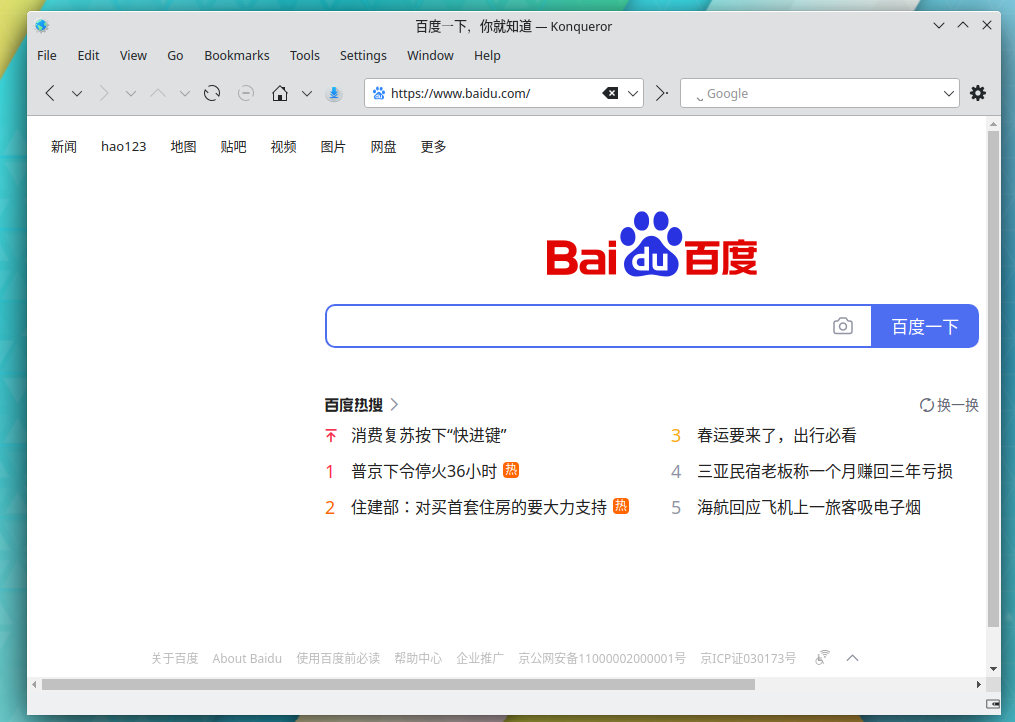 百度一下，你就知道 — Konqueror
File Edit View Go Bookmarks Tools Settings Window Help
https://www.baidu.com/ Google
新闻 hao123 地图 贴吧 视频 图片 网盘 更多
Bai du 百度
百度一下
百度热搜 换一换
消费复苏按下“快进键” 3 春运要来了，出行必看
1 普京下令停火36小时 热 4 三亚民宿老板称一个月赚回三年亏损
2 住建部：对买首套住房的要大力支持 热 5 海航回应飞机上一旅客吸电子烟
关于百度 About Baidu 使用百度前必读 帮助中心 企业推广 京公网安备11000002000001号 京ICP证030173号